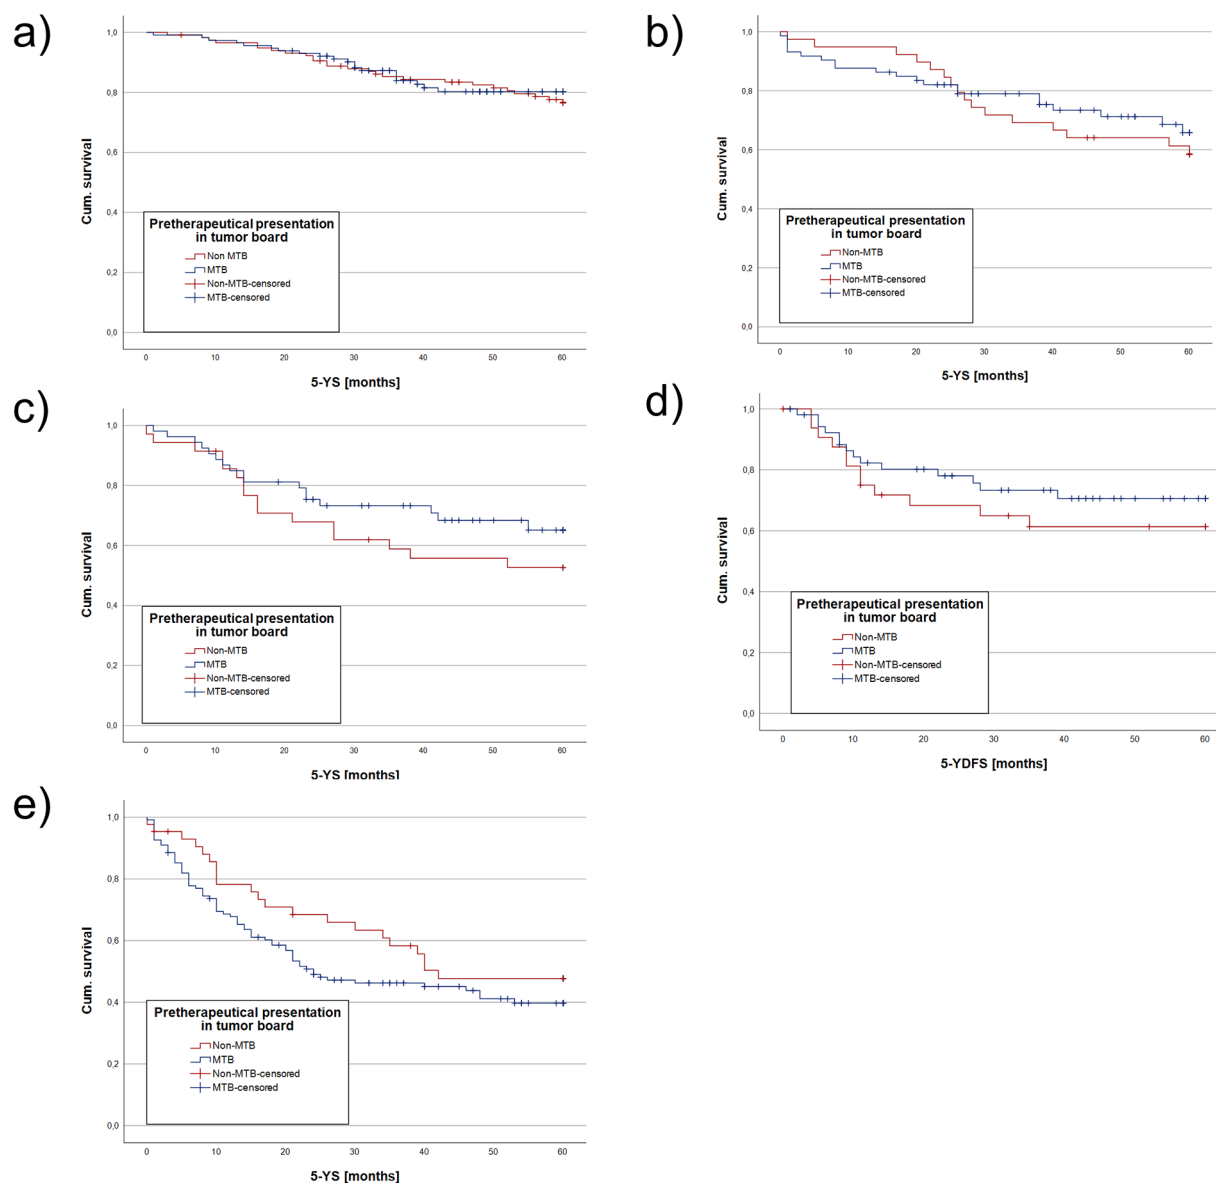 a)
1,0
0,8
0,6
0,4
0,2
0,0
Cum. survival
Pretherapeutical presentation
in tumor board
Non MTB
MTB
Non-MTB-censored
MTB-censored
0 10 20 30 40 50 60
5-YS [months]
b)
1,0
0,8
0,6
0,4
0,2
0,0
Cum. survival
Pretherapeutical presentation
in tumor board
Non-MTB
MTB
Non-MTB-censored
MTB-censored
0 10 20 30 40 50 60
5-YS [months]
c)
1,0
0,8
0,6
0,4
0,2
0,0
Cum. survival
Pretherapeutical presentation
in tumor board
Non-MTB
MTB
Non-MTB-censored
MTB-censored
0 10 20 30 40 50 60
5-YS [months]
d)
1,0
0,8
0,6
0,4
0,2
0,0
Cum. survival
Pretherapeutical presentation
in tumor board
Non-MTB
MTB
Non-MTB-censored
MTB-censored
0 10 20 30 40 50 60
5-YDFS [months]
e)
1,0
0,8
0,6
0,4
0,2
0,0
Cum. survival
Pretherapeutical presentation
in tumor board
Non-MTB
MTB
Non-MTB-censored
MTB-censored
0 10 20 30 40 50 60
5-YS [months]